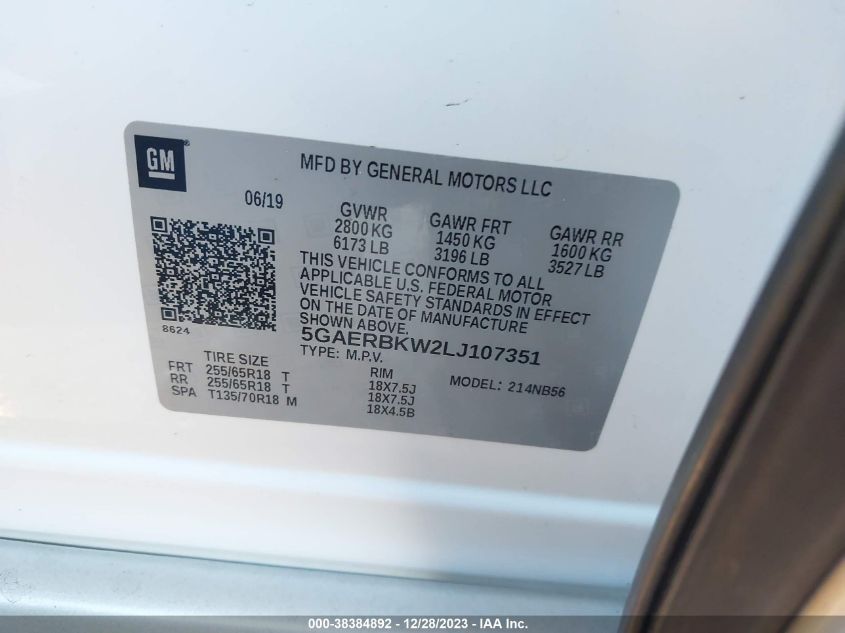 GM ®
MFD BY GENERAL MOTORS LLC
06/19
GVWR
2800 KG
6173 LB
GAWR FRT
1450 KG
3196 LB
GAWR RR
1600 KG
3527 LB
THIS VEHICLE CONFORMS TO ALL
APPLICABLE U.S. FEDERAL MOTOR
VEHICLE SAFETY STANDARDS IN EFFECT
ON THE DATE OF MANUFACTURE
SHOWN ABOVE.
8624
5GAERBKW2LJ107351
TYPE: M.P.V.
MODEL: 214NB56
TIRE SIZE
RIM
FRT 255/65R18 T 18X7.5J
RR 255/65R18 T 18X7.5J
SPA T135/70R18 M 18X4.5B
000-38384892 - 12/28/2023 - IAA Inc.